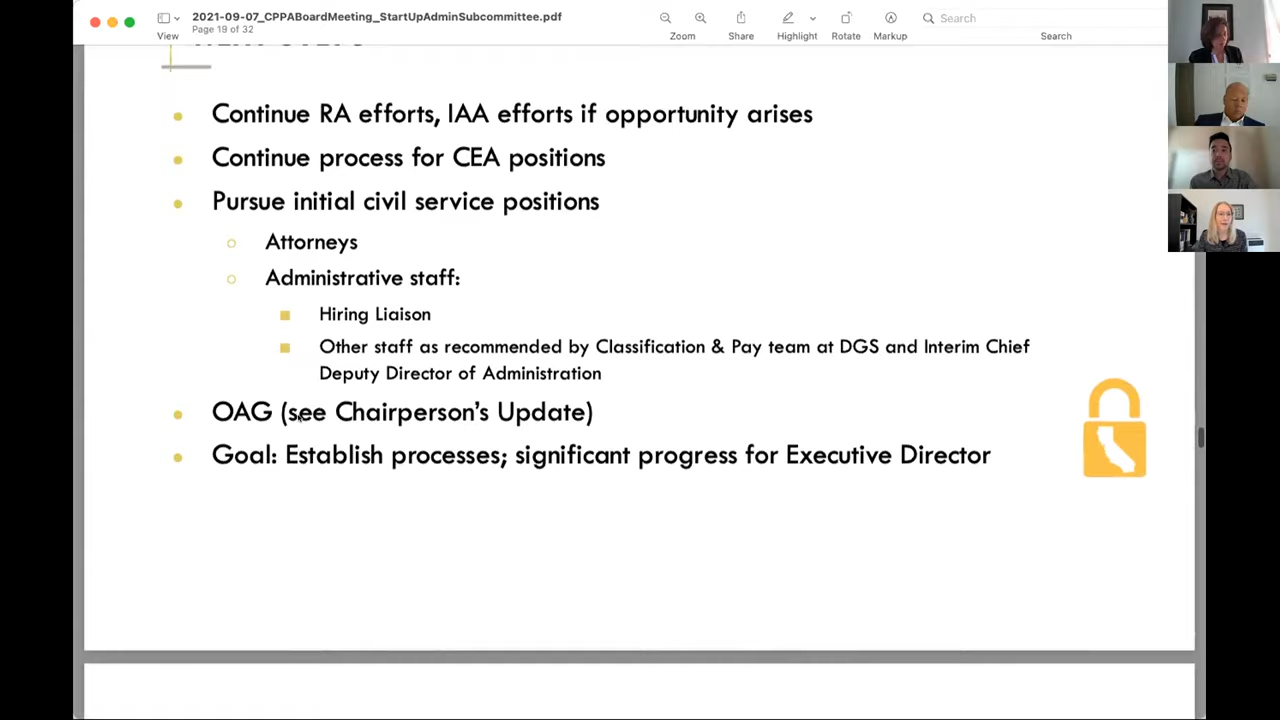 2021-09-07_CPPABoardMeeting_StartUpAdminSubcommittee.pdf
Page 19 of 32
View
Zoom
Share
Highlight
Rotate
Markup
Search
Search
• Continue RA efforts, IAA efforts if opportunity arises
• Continue process for CEA positions
• Pursue initial civil service positions
Attorneys
Administrative staff:
Hiring Liaison
Other staff as recommended by Classification & Pay team at DGS and Interim Chief
Deputy Director of Administration
• OAG (see Chairperson's Update)
• Goal: Establish processes; significant progress for Executive Director